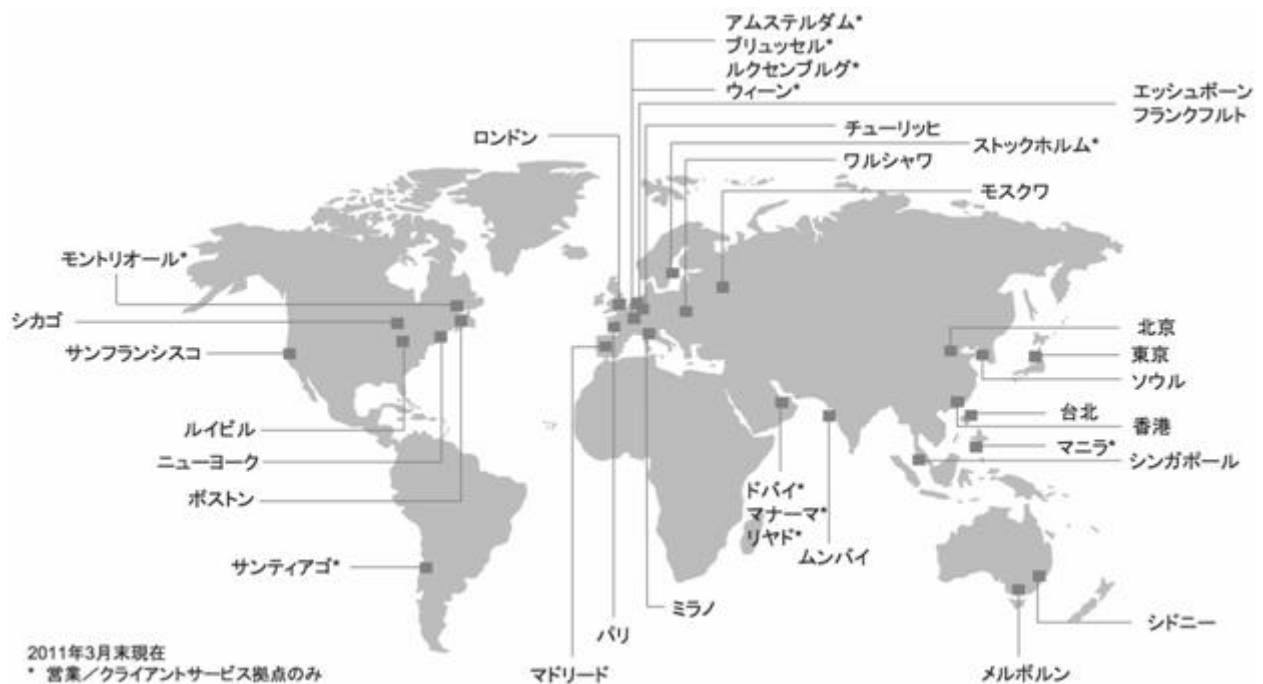 アムステルダム*
ブリュッセル*
ルクセンブルグ*
ウィーン*
エッシュボーン
フランクフルト
チューリッヒ
ロンドン
ストックホルム*
ワルシャワ
モスクワ
モントリオール*
シカゴ
サンフランシスコ
北京
東京
ソウル
台北
香港
マニラ*
シンガポール
ルイビル
ニューヨーク
ボストン
ドバイ*
マナーマ*
リヤド*
ムンバイ
サンティアゴ*
ミラノ
パリ
シドニー
マドリード
メルボルン
2011年3月末現在
* 営業/クライアントサービス拠点のみ